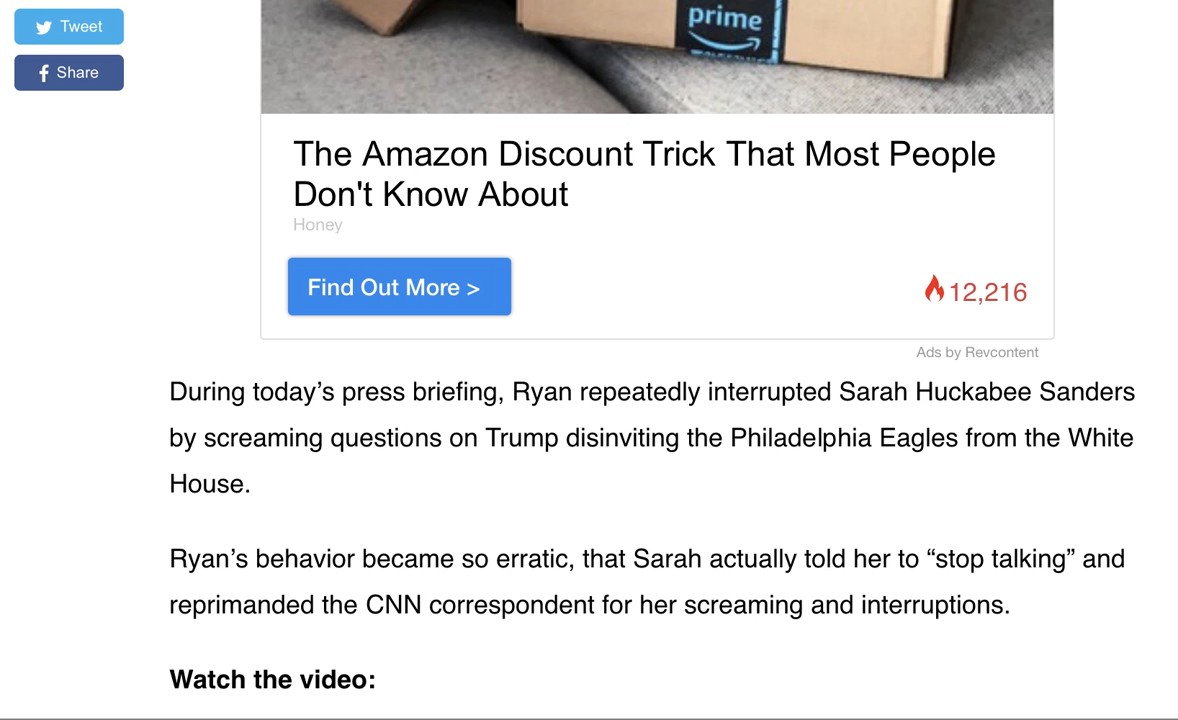 Tweet
Share
prime
The Amazon Discount Trick That Most People
Don't Know About
Honey
Find Out More >
12,216
Ads by Revcontent
During today’s press briefing, Ryan repeatedly interrupted Sarah Huckabee Sanders
by screaming questions on Trump disinviting the Philadelphia Eagles from the White
House.
Ryan’s behavior became so erratic, that Sarah actually told her to “stop talking” and
reprimanded the CNN correspondent for her screaming and interruptions.
Watch the video: